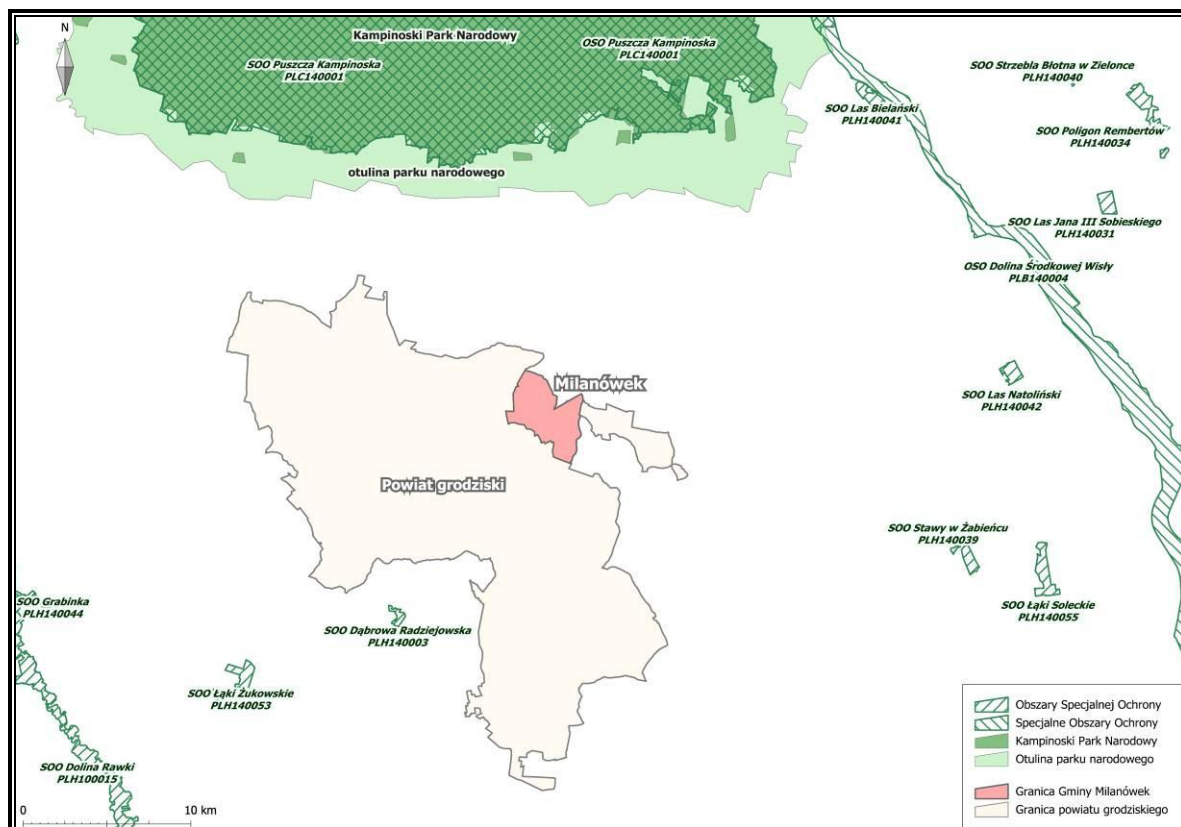 N
Kampinoski Park Narodowy
SOO Puszcza Kampinoska
PLC140001
OSO Puszcza Kampinoska
PLC140001
otulina parku narodowego
SOO Las Bielański
PLH140041
SOO Strzebla Błotna w Zielonce
PLH140040
SOO Poligon Rembertów
PLH140034
SOO Las Jana III Sobieskiego
PLH140031
OSO Dolina Środkowej Wisły
PLB140004
Milanówek
SOO Las Natoliński
PLH140042
Powiat grodziski
SOO Stawy w Żabieńcu
PLH140039
SOO Łąki Soleckie
PLH140055
SOO Grabinka
PLH140044
SOO Dąbrowa Radziejowska
PLH140003
SOO Łąki Żukowskie
PLH140053
SOO Dolina Rawki
PLH100015
0 10 km
Obszary Specjalnej Ochrony
Specjalne Obszary Ochrony
Kampinoski Park Narodowy
Otulina parku narodowego
Granica Gminy Milanówek
Granica powiatu grodziskiego